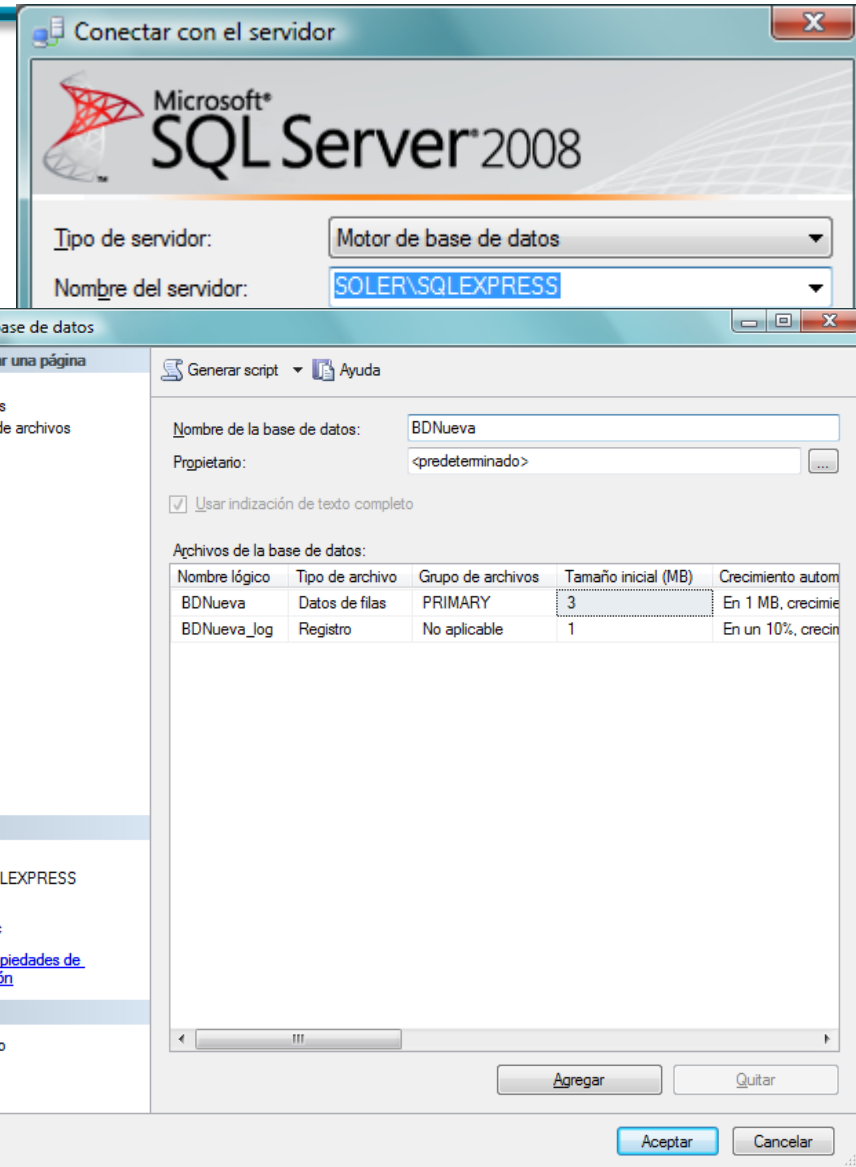 Conectar con el servidor
Microsoft®
SQL Server® 2008
Tipo de servidor: Motor de base de datos
Nombre del servidor: SOLER\SQLEXPRESS
de datos
una página
Generar script Ayuda
de archivos
Nombre de la base de datos: BDNueva
Propietario: <predeterminado> ...
Usar indización de texto completo
Archivos de la base de datos:
Nombre lógico Tipo de archivo Grupo de archivos Tamaño inicial (MB) Crecimiento autom
BDNueva Datos de filas PRIMARY 3 En 1 MB, crecimie
BDNueva_log Registro No aplicable 1 En un 10%, crecim
LEXPRESS
piedades de
ón
Agregar Quitar
Aceptar Cancelar